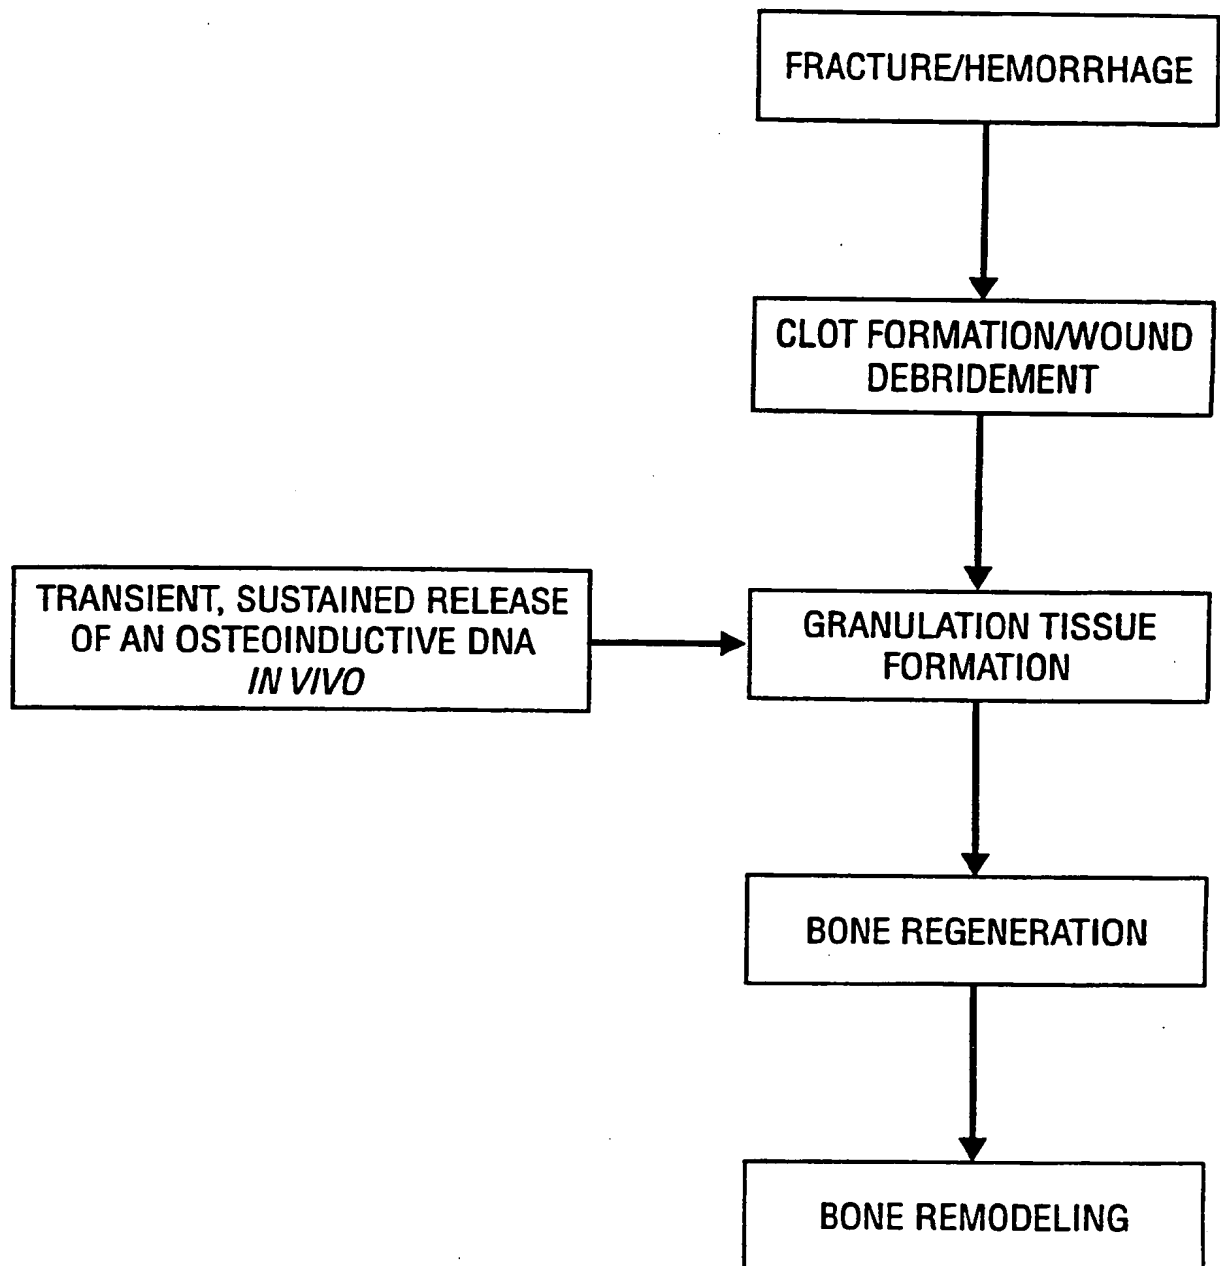 FRACTURE/HEMORRHAGE
CLOT FORMATION/WOUND
DEBRIDEMENT
TRANSIENT, SUSTAINED RELEASE
OF AN OSTEOINDUCTIVE DNA
IN VIVO
GRANULATION TISSUE
FORMATION
BONE REGENERATION
BONE REMODELING